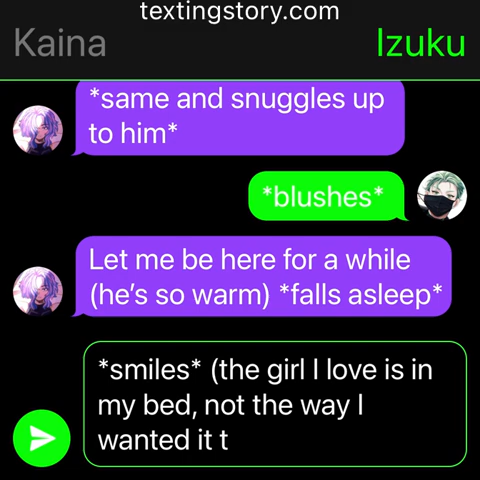 textingstory.com
Kaina
Izuku
*same and snuggles up
to him*
*blushes*
Let me be here for a while
(he’s so warm) *falls asleep*
*smiles* (the girl I love is in
my bed, not the way I
wanted it t